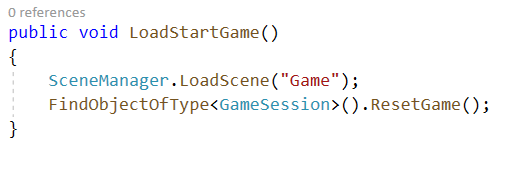 0 references
public void LoadStartGame()
{
SceneManager.LoadScene("Game");
FindObjectOfType<GameSession>().ResetGame();
}